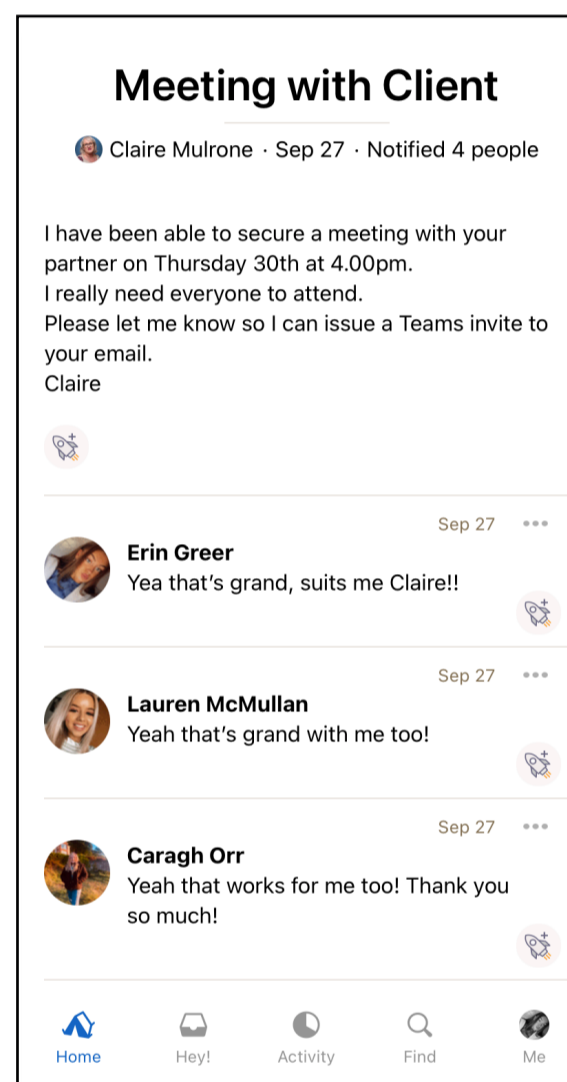 Meeting with Client
Claire Mulrone · Sep 27 · Notified 4 people
I have been able to secure a meeting with your
partner on Thursday 30th at 4.00pm.
I really need everyone to attend.
Please let me know so I can issue a Teams invite to
your email.
Claire
Sep 27
Erin Greer
Yea that’s grand, suits me Claire!!
Sep 27
Lauren McMullan
Yeah that’s grand with me too!
Sep 27
Caragh Orr
Yeah that works for me too! Thank you
so much!
Home Hey! Activity Find Me